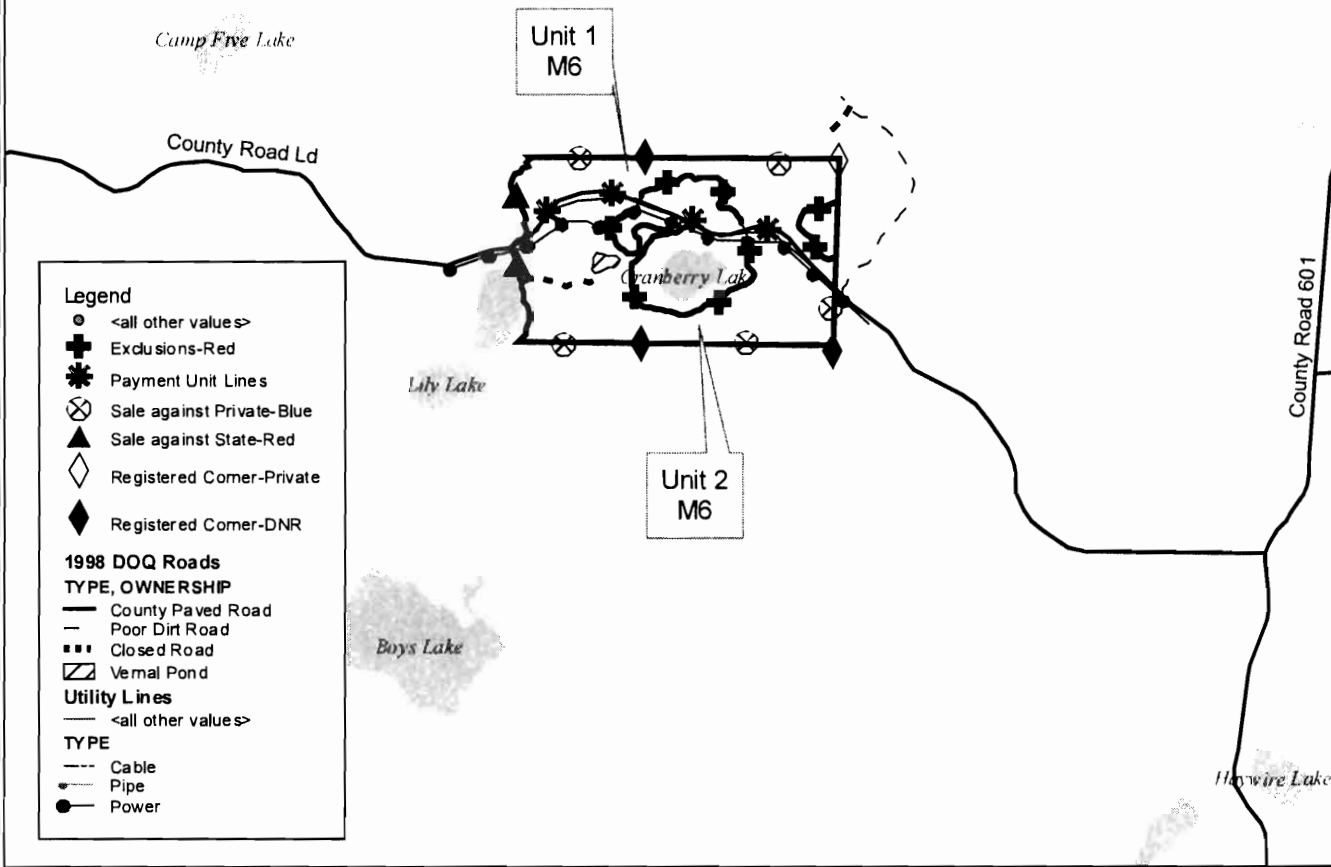 Camp Five Lake
Unit 1
M6
County Road Ld
Cranberry Lak
Lily Lake
Unit 2
M6
County Road 601
Boys Lake
Haywire Lake
Legend
<all other values>
Exclusions-Red
Payment Unit Lines
Sale against Private-Blue
Sale against State-Red
Registered Corner-Private
Registered Corner-DNR
1998 DOQ Roads
TYPE, OWNERSHIP
County Paved Road
Poor Dirt Road
Closed Road
Vernal Pond
Utility Lines
<all other values>
TYPE
Cable
Pipe
Power